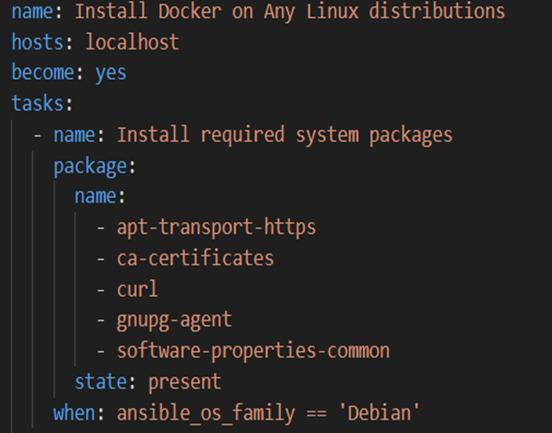 name: Install Docker on Any Linux distributions
hosts: localhost
become: yes
tasks:
- name: Install required system packages
package:
name:
- apt-transport-https
- ca-certificates
- curl
- gnupg-agent
- software-properties-common
state: present
when: ansible_os_family == 'Debian'